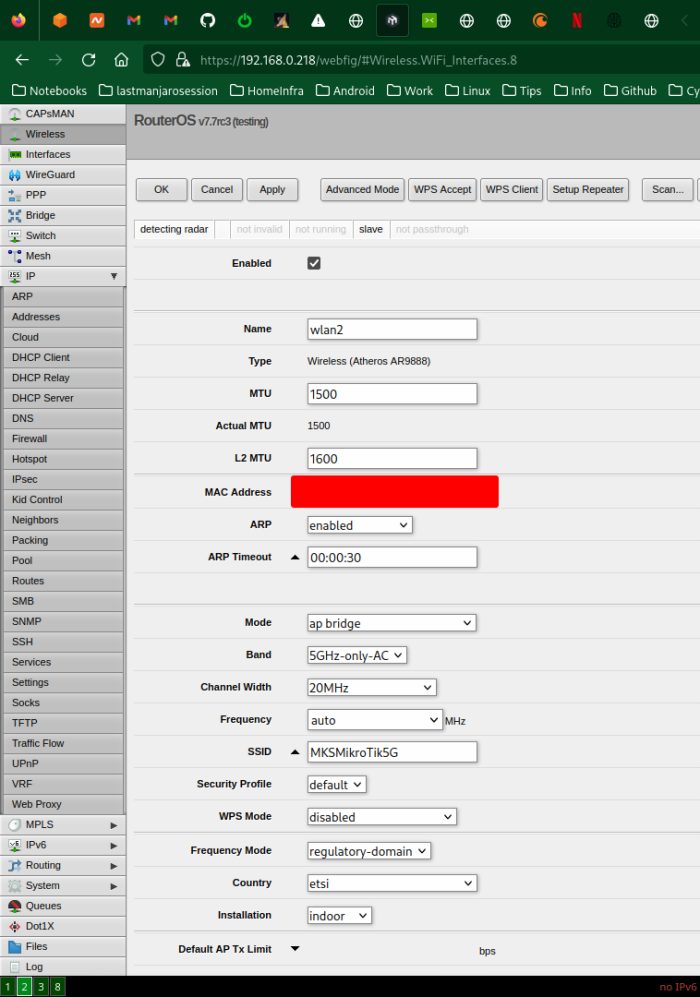 https://192.168.0.218/webfig/#Wireless.WiFi_Interfaces.8
Notebooks lastmanjarosession HomeInfra Android Work Linux Tips Info Github Cy
CAPsMAN
Wireless
Interfaces
WireGuard
PPP
Bridge
Switch
Mesh
IP
ARP
Addresses
Cloud
DHCP Client
DHCP Relay
DHCP Server
DNS
Firewall
Hotspot
IPsec
Kid Control
Neighbors
Packing
Pool
Routes
SMB
SNMP
SSH
Services
Settings
Socks
TFTP
Traffic Flow
UPnP
VRF
Web Proxy
MPLS
IPv6
Routing
System
Queues
Dot1X
Files
Log
RouterOS v7.7rc3 (testing)
OK Cancel Apply Advanced Mode WPS Accept WPS Client Setup Repeater Scan...
detecting radar not invalid not running slave not passthrough
Enabled
Name wlan2
Type Wireless (Atheros AR9888)
MTU 1500
Actual MTU 1500
L2 MTU 1600
MAC Address
ARP enabled
ARP Timeout 00:00:30
Mode ap bridge
Band 5GHz-only-AC
Channel Width 20MHz
Frequency auto MHz
SSID MKSMikroTik5G
Security Profile default
WPS Mode disabled
Frequency Mode regulatory-domain
Country etsi
Installation indoor
Default AP Tx Limit bps
1 2 3 8 no IPv6